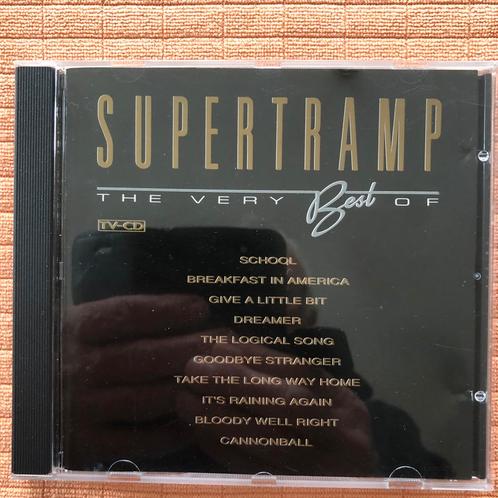 SUPERTRAMP
THE VERY Best OF
TV-CD
SCHOOL
BREAKFAST IN AMERICA
GIVE A LITTLE BIT
DREAMER
THE LOGICAL SONG
GOODBYE STRANGER
TAKE THE LONG WAY HOME
IT'S RAINING AGAIN
BLOODY WELL RIGHT
CANNONBALL